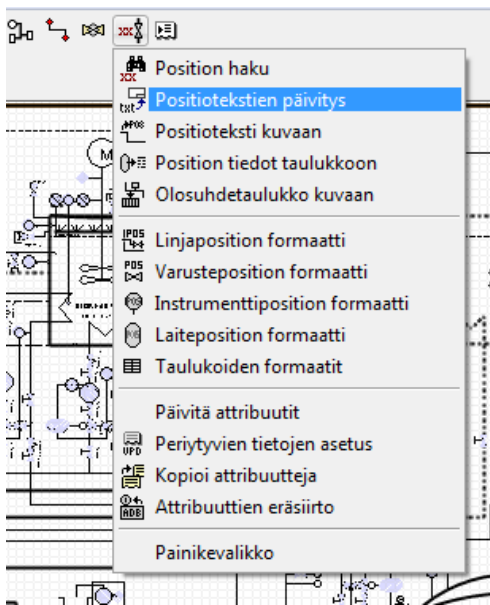 Position haku
Positiotekstien päivitys
Positioteksti kuvaan
Position tiedot taulukkoon
Olosuhdetaulukko kuvaan
Linjaposition formaatti
Varusteposition formaatti
Instrumenttiposition formaatti
Laiteposition formaatti
Taulukoiden formaatit
Päivitä attribuutit
Periytyvien tietojen asetus
Kopioi attribuutteja
Attribuuttien eräsiirto
Painikevalikko